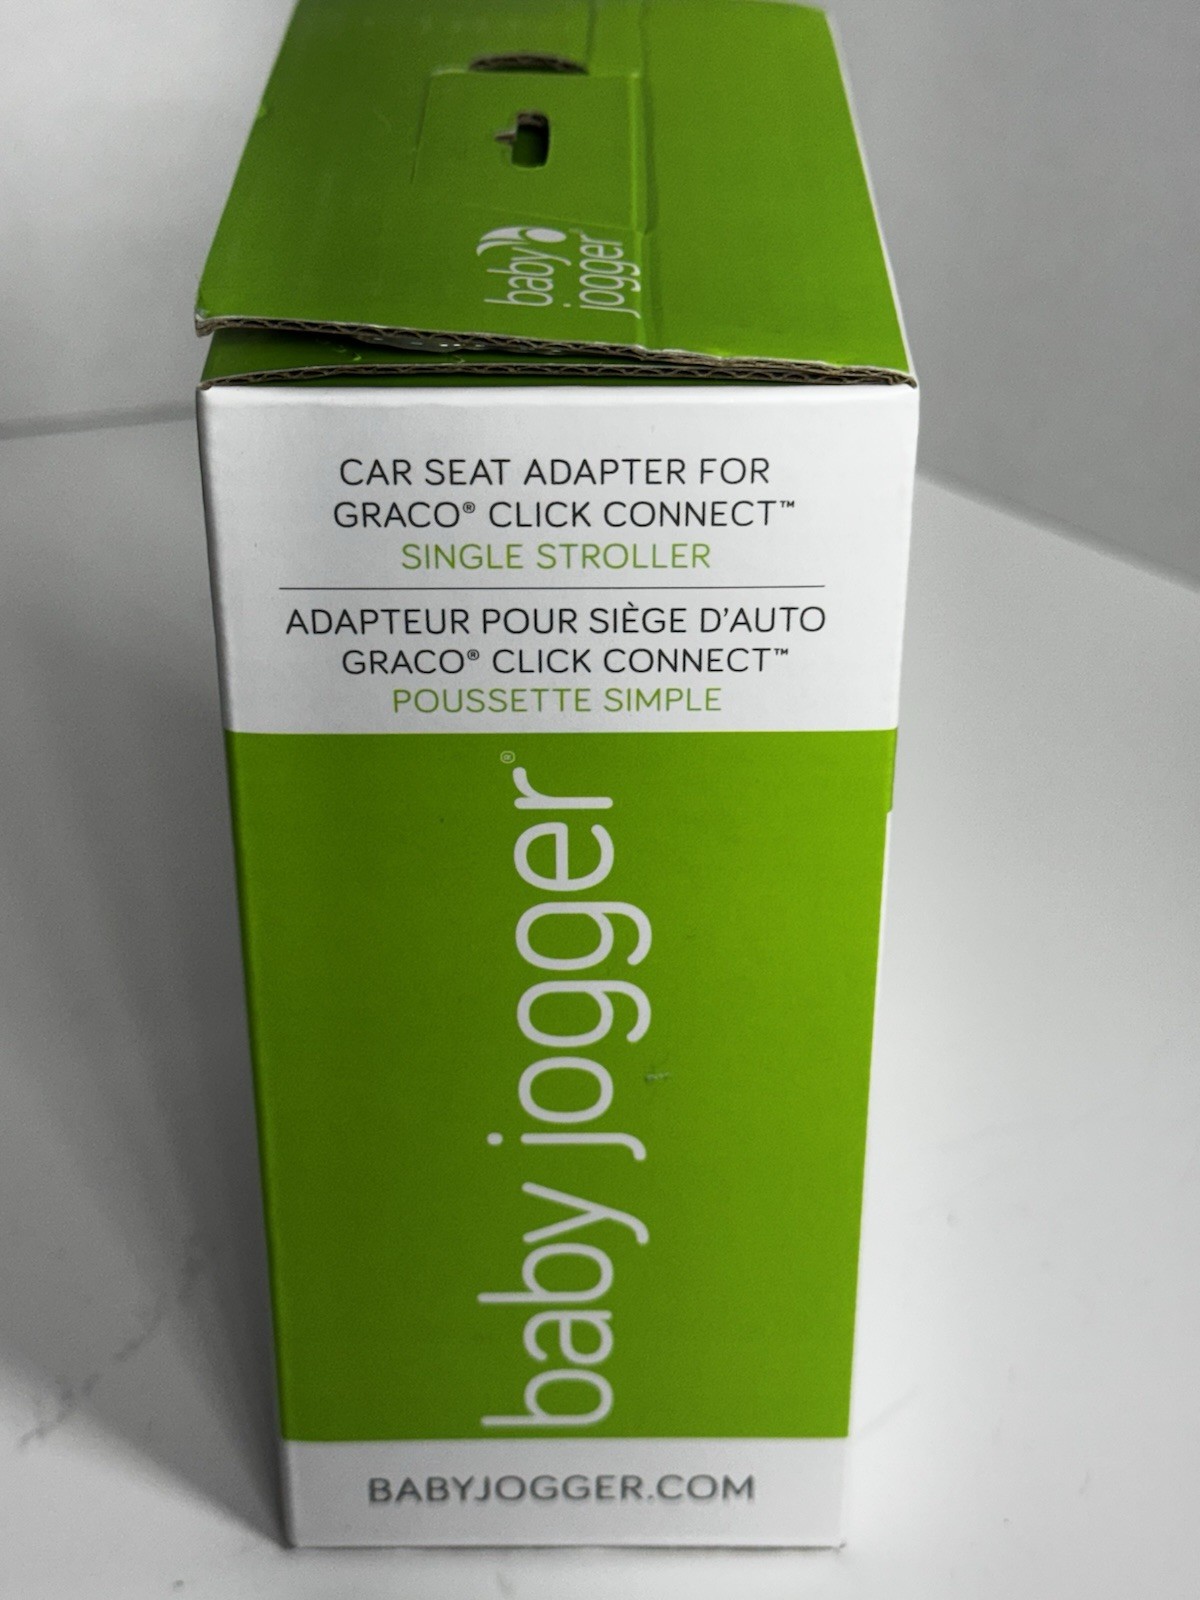 baby
jogger®
CAR SEAT ADAPTER FOR
GRACO® CLICK CONNECT™
SINGLE STROLLER
ADAPTEUR POUR SIÈGE D'AUTO
GRACO® CLICK CONNECT™
POUSSETTE SIMPLE
baby jogger®
BABYJOGGER.COM